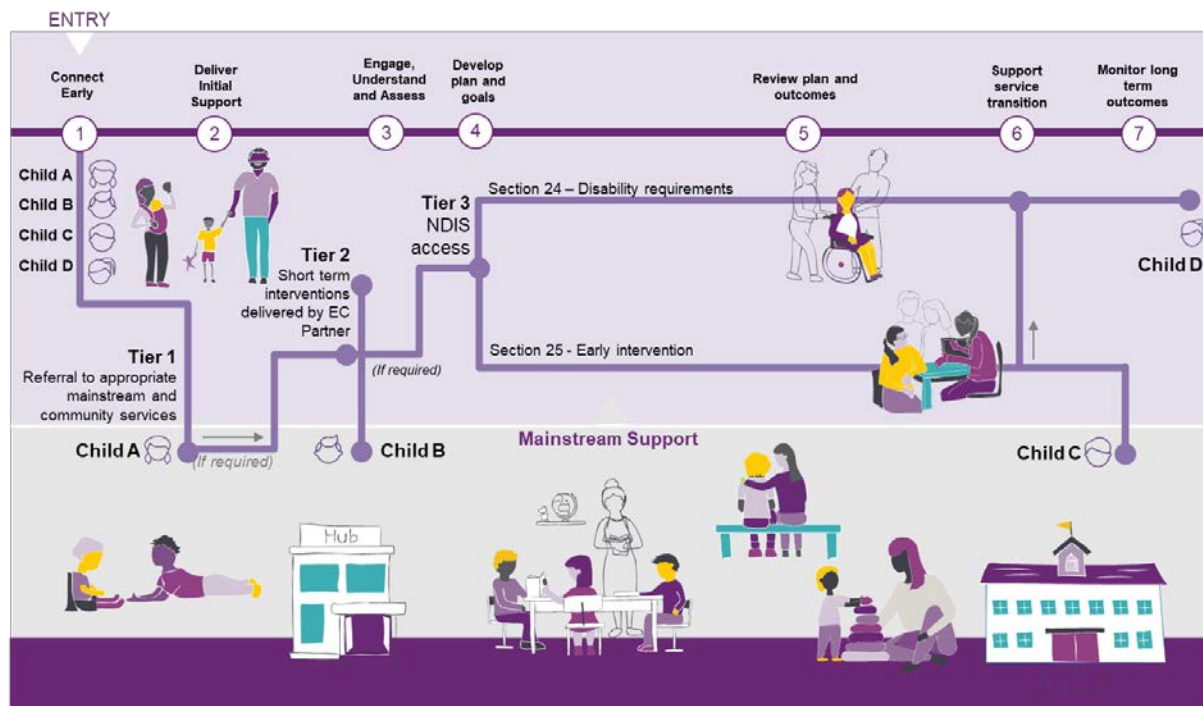 ENTRY
Connect
Early
Deliver
Initial
Support
Engage,
Understand
and Assess
Develop
plan and
goals
Review plan and
outcomes
Support
service
transition
Monitor long
term
outcomes
1
2
3
4
5
6
7
Child A
Child B
Child C
Child D
Section 24 – Disability requirements
Tier 3
NDIS
access
Tier 2
Short term
interventions
delivered by EC
Partner
Child D
Section 25 - Early intervention
(If required)
Tier 1
Referral to appropriate
mainstream and
community services
Mainstream Support
Child A
(If required)
Child B
Child C
Hub